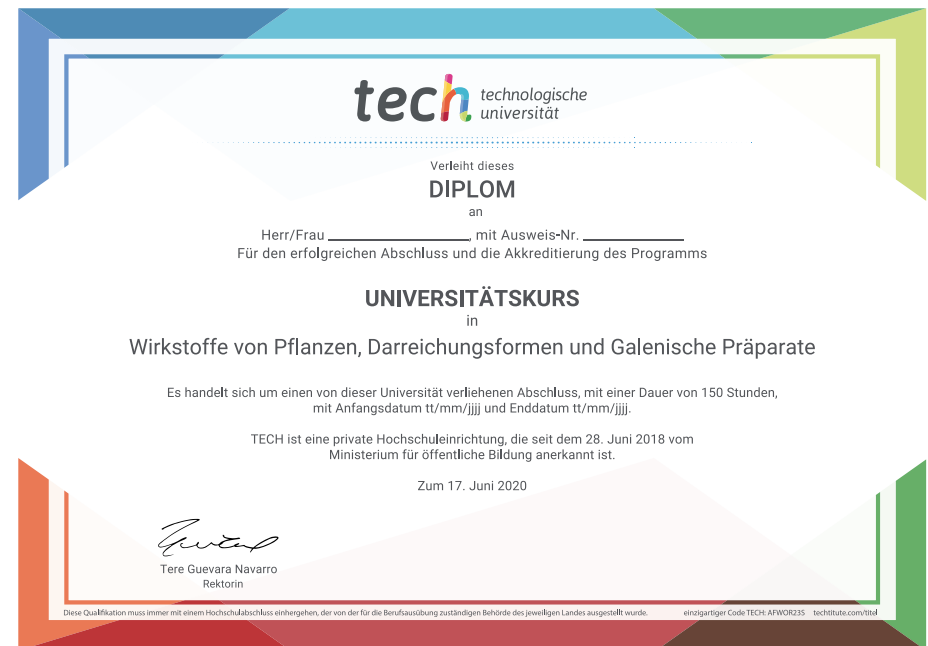 tech technologische
universität
Verleiht dieses
DIPLOM
an
Herr/Frau ____________, mit Ausweis-Nr. ____________
Für den erfolgreichen Abschluss und die Akkreditierung des Programms
UNIVERSITÄTSKURS
in
Wirkstoffe von Pflanzen, Darreichungsformen und Galenische Präparate
Es handelt sich um einen von dieser Universität verliehenen Abschluss, mit einer Dauer von 150 Stunden,
mit Anfangsdatum tt/mm/jjjj und Enddatum tt/mm/jjjj.
TECH ist eine private Hochschuleinrichtung, die seit dem 28. Juni 2018 vom
Ministerium für öffentliche Bildung anerkannt ist.
Zum 17. Juni 2020
Tere Guevara Navarro
Rektorin
Diese Qualifikation muss immer mit einem Hochschulabschluss einhergehen, der von der für die Berufsausübung zuständigen Behörde des jeweiligen Landes ausgestellt wurde. einzigartiger Code TECH: AFWOR23S techtitute.com/titel